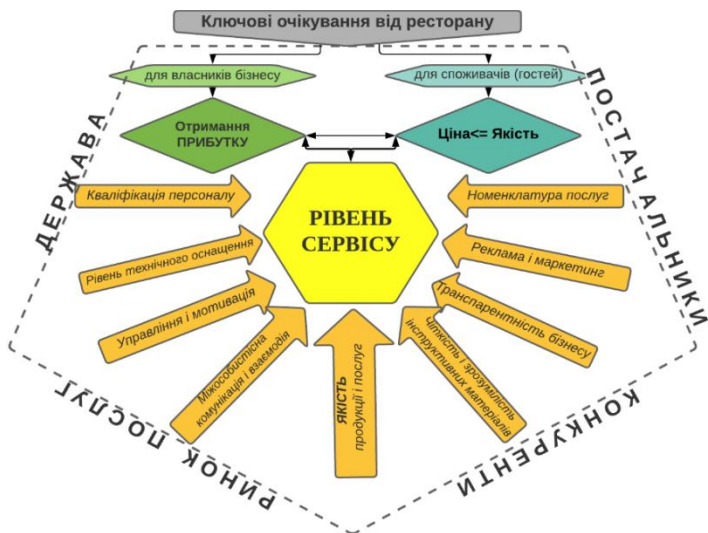 Ключові очікування від ресторану
для власників бізнесу
для споживачів (гостей)
Отримання
ПРИБУТКУ
Ціна<= Якість
РІВЕНЬ
СЕРВІСУ
Кваліфікація персоналу
Рівень технічного оснащення
Управління і мотивація
Міжособистісна
комунікація і взаємодія
ЯКІСТЬ
продукції і послуг
Чіткість і зрозумілість
інструктивних матеріалів
Транспарентність бізнесу
Реклама і маркетинг
Номенклатура послуг
ДЕРЖАВА
ПОСТАЧАЛЬНИКИ
РИНОК ПОСЛУГ
КОНКУРЕНТИ